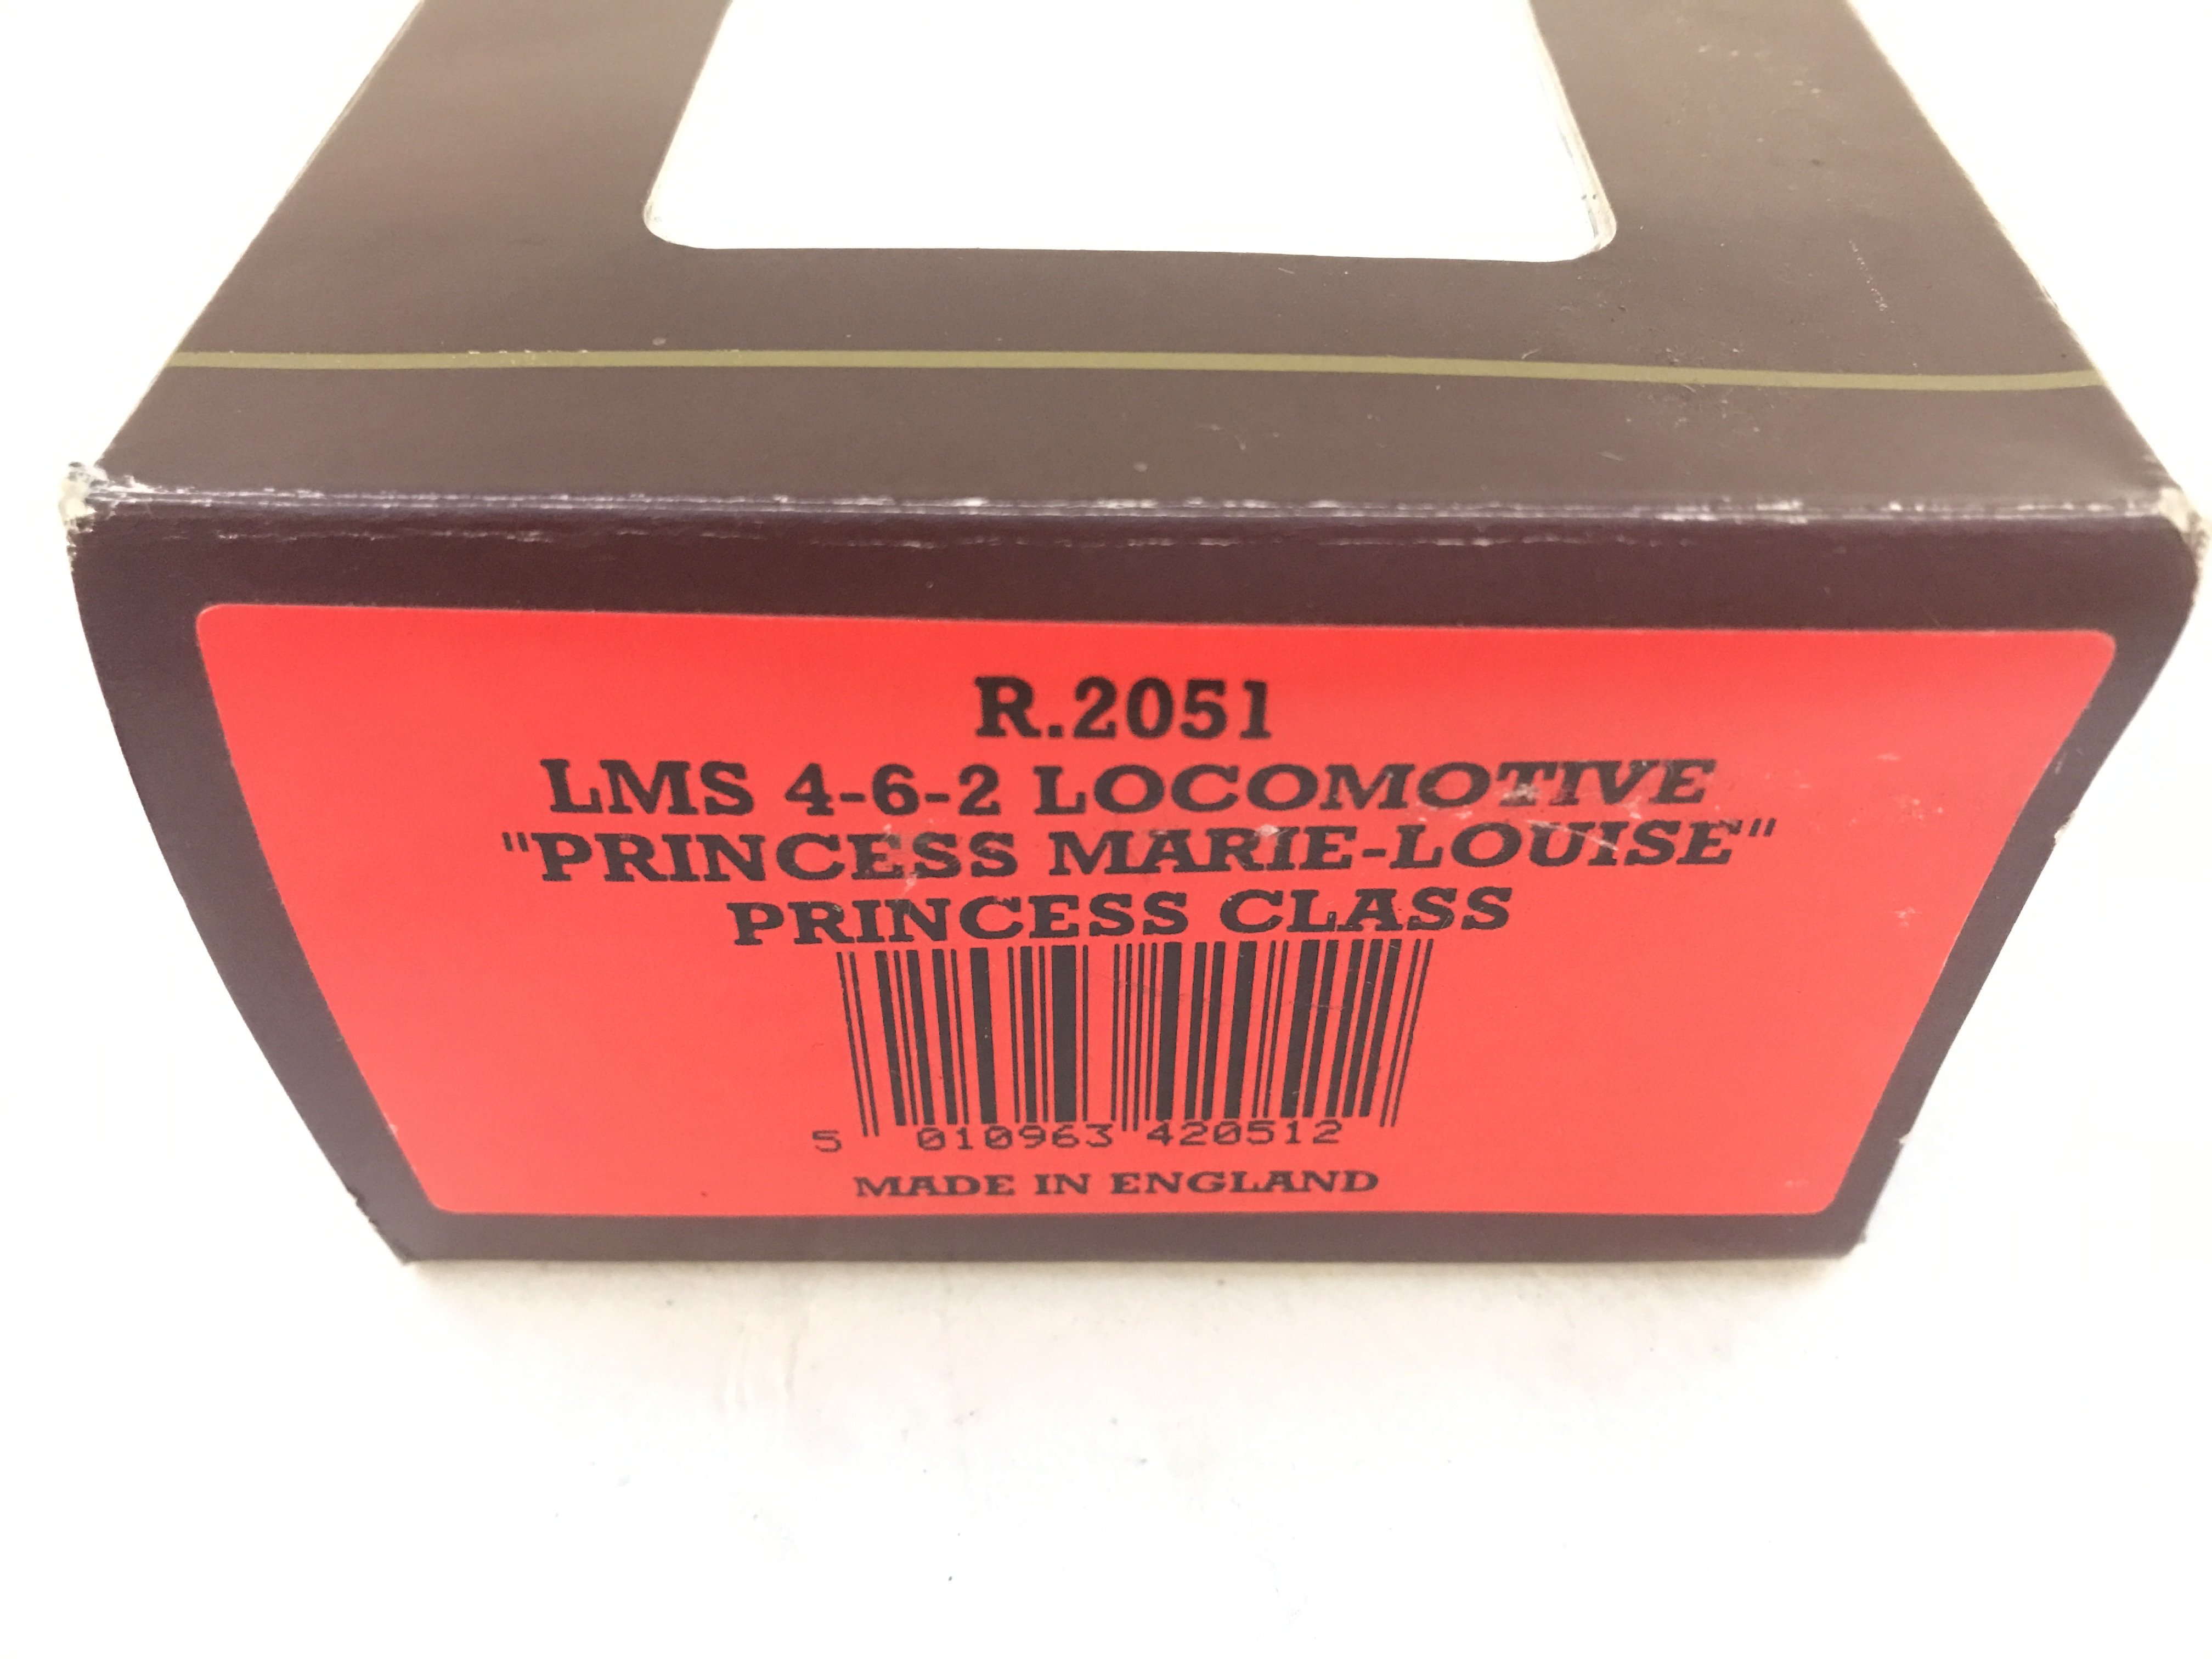 R.2051
LMS 4-6-2 LOCOMOTIVE
"PRINCESS MARIE-LOUISE"
PRINCESS CLASS
5 010963 420512
MADE IN ENGLAND